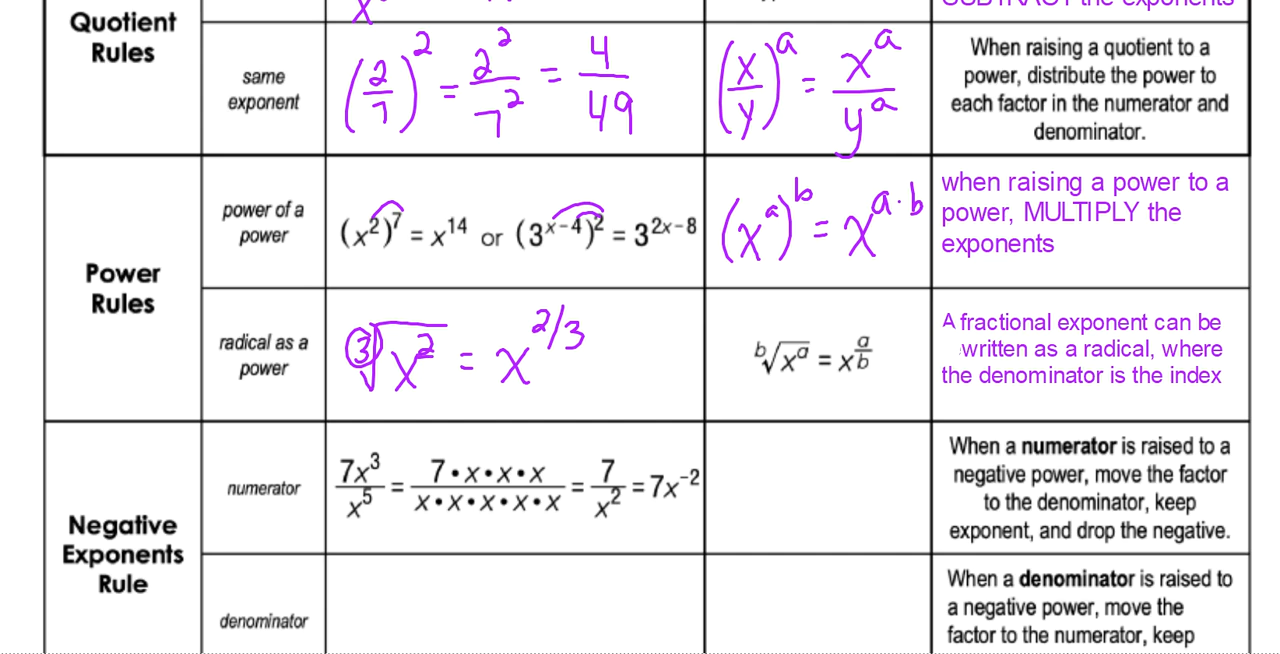 SUBTRACT the exponents
Quotient
Rules
same
exponent
(2/7)^2 = 2^2/7^2 = 4/49
(x/y)^a = x^a/y^a
When raising a quotient to a
power, distribute the power to
each factor in the numerator and
denominator.
Power
Rules
power of a
power
(x^2)^7 = x^14 or (3^(x-4))^2 = 3^(2x-8)
(x^a)^b = x^(a·b)
when raising a power to a
power, MULTIPLY the
exponents
radical as a
power
³√x^2 = x^(2/3)
ᵇ√x^a = x^(a/b)
A fractional exponent can be
written as a radical, where
the denominator is the index
Negative
Exponents
Rule
numerator
7x^3/x^5 = 7•x•x•x/x•x•x•x•x = 7/x^2 = 7x^-2
When a numerator is raised to a
negative power, move the factor
to the denominator, keep
exponent, and drop the negative.
denominator
When a denominator is raised to
a negative power, move the
factor to the numerator, keep